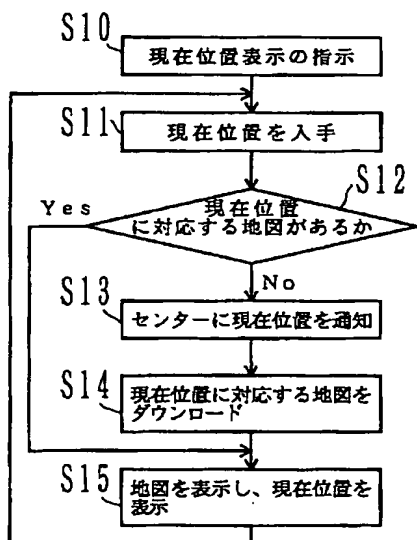 S10
現在位置表示の指示
S11
現在位置を入手
S12
現在位置
に対応する地図があるか
Yes
No
S13
センターに現在位置を通知
S14
現在位置に対応する地図を
ダウンロード
S15
地図を表示し、現在位置を
表示